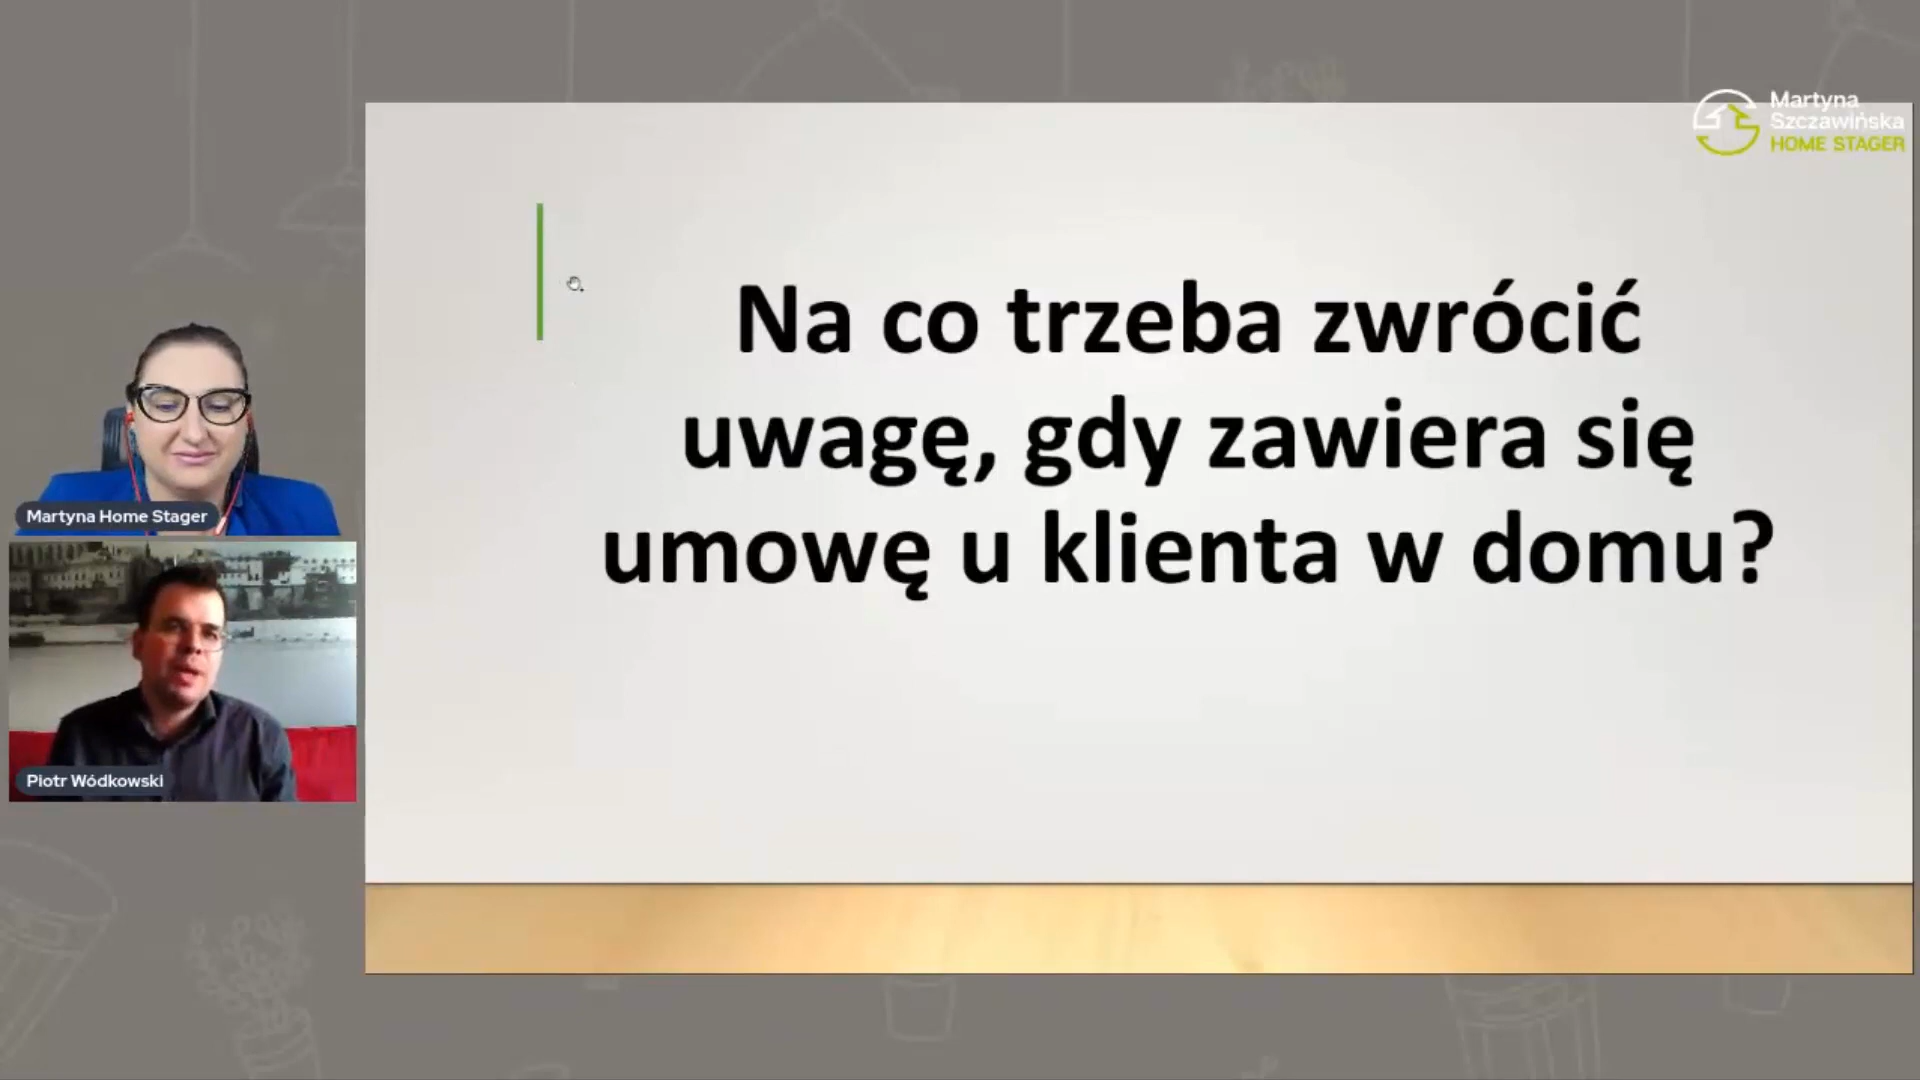 Martyna
Szczawińska
HOME STAGER
Na co trzeba zwrócić
uwagę, gdy zawiera się
umowę u klienta w domu?
Martyna Home Stager
Piotr Wódkowski